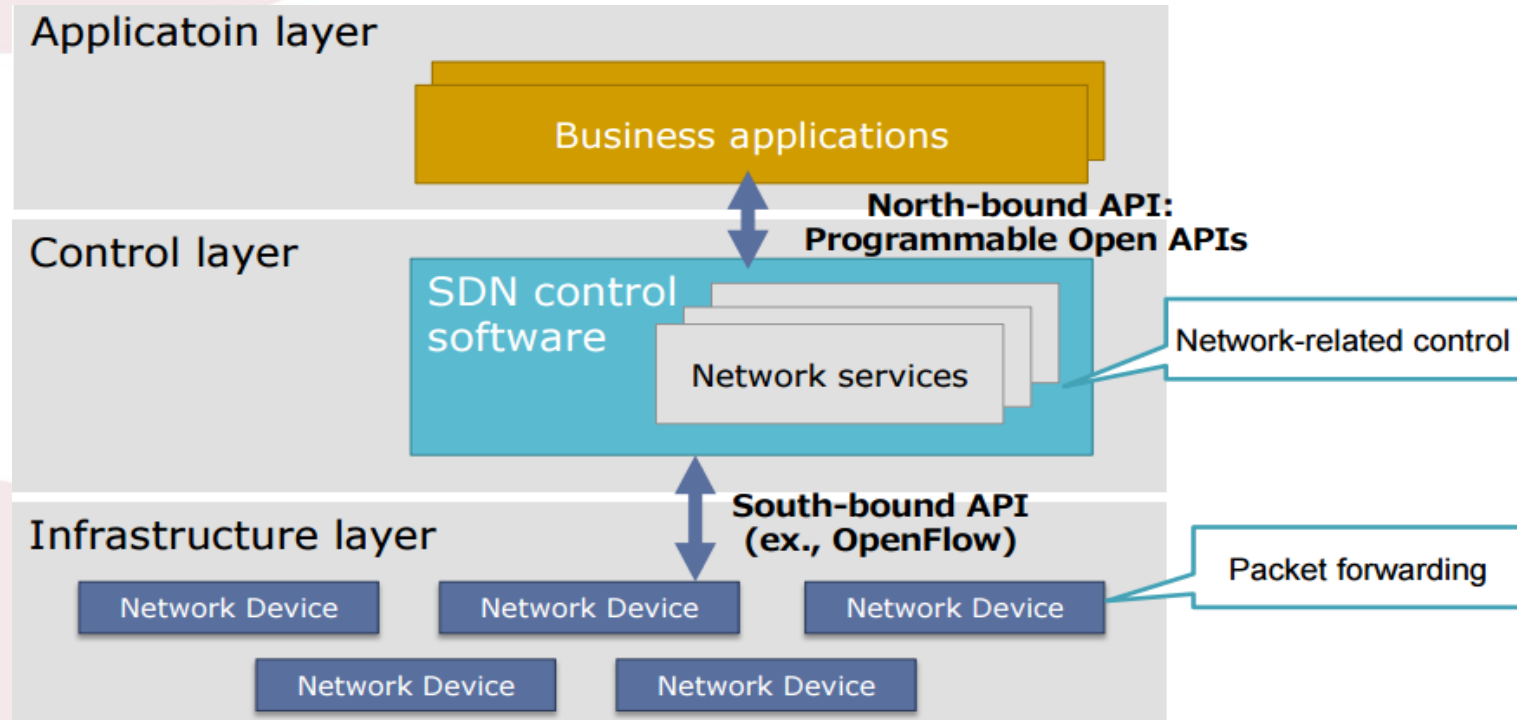 Applicatoin layer
Business applications
North-bound API:
Programmable Open APIs
Control layer
SDN control
software
Network services
Network-related control
South-bound API
(ex., OpenFlow)
Infrastructure layer
Packet forwarding
Network Device
Network Device
Network Device
Network Device
Network Device